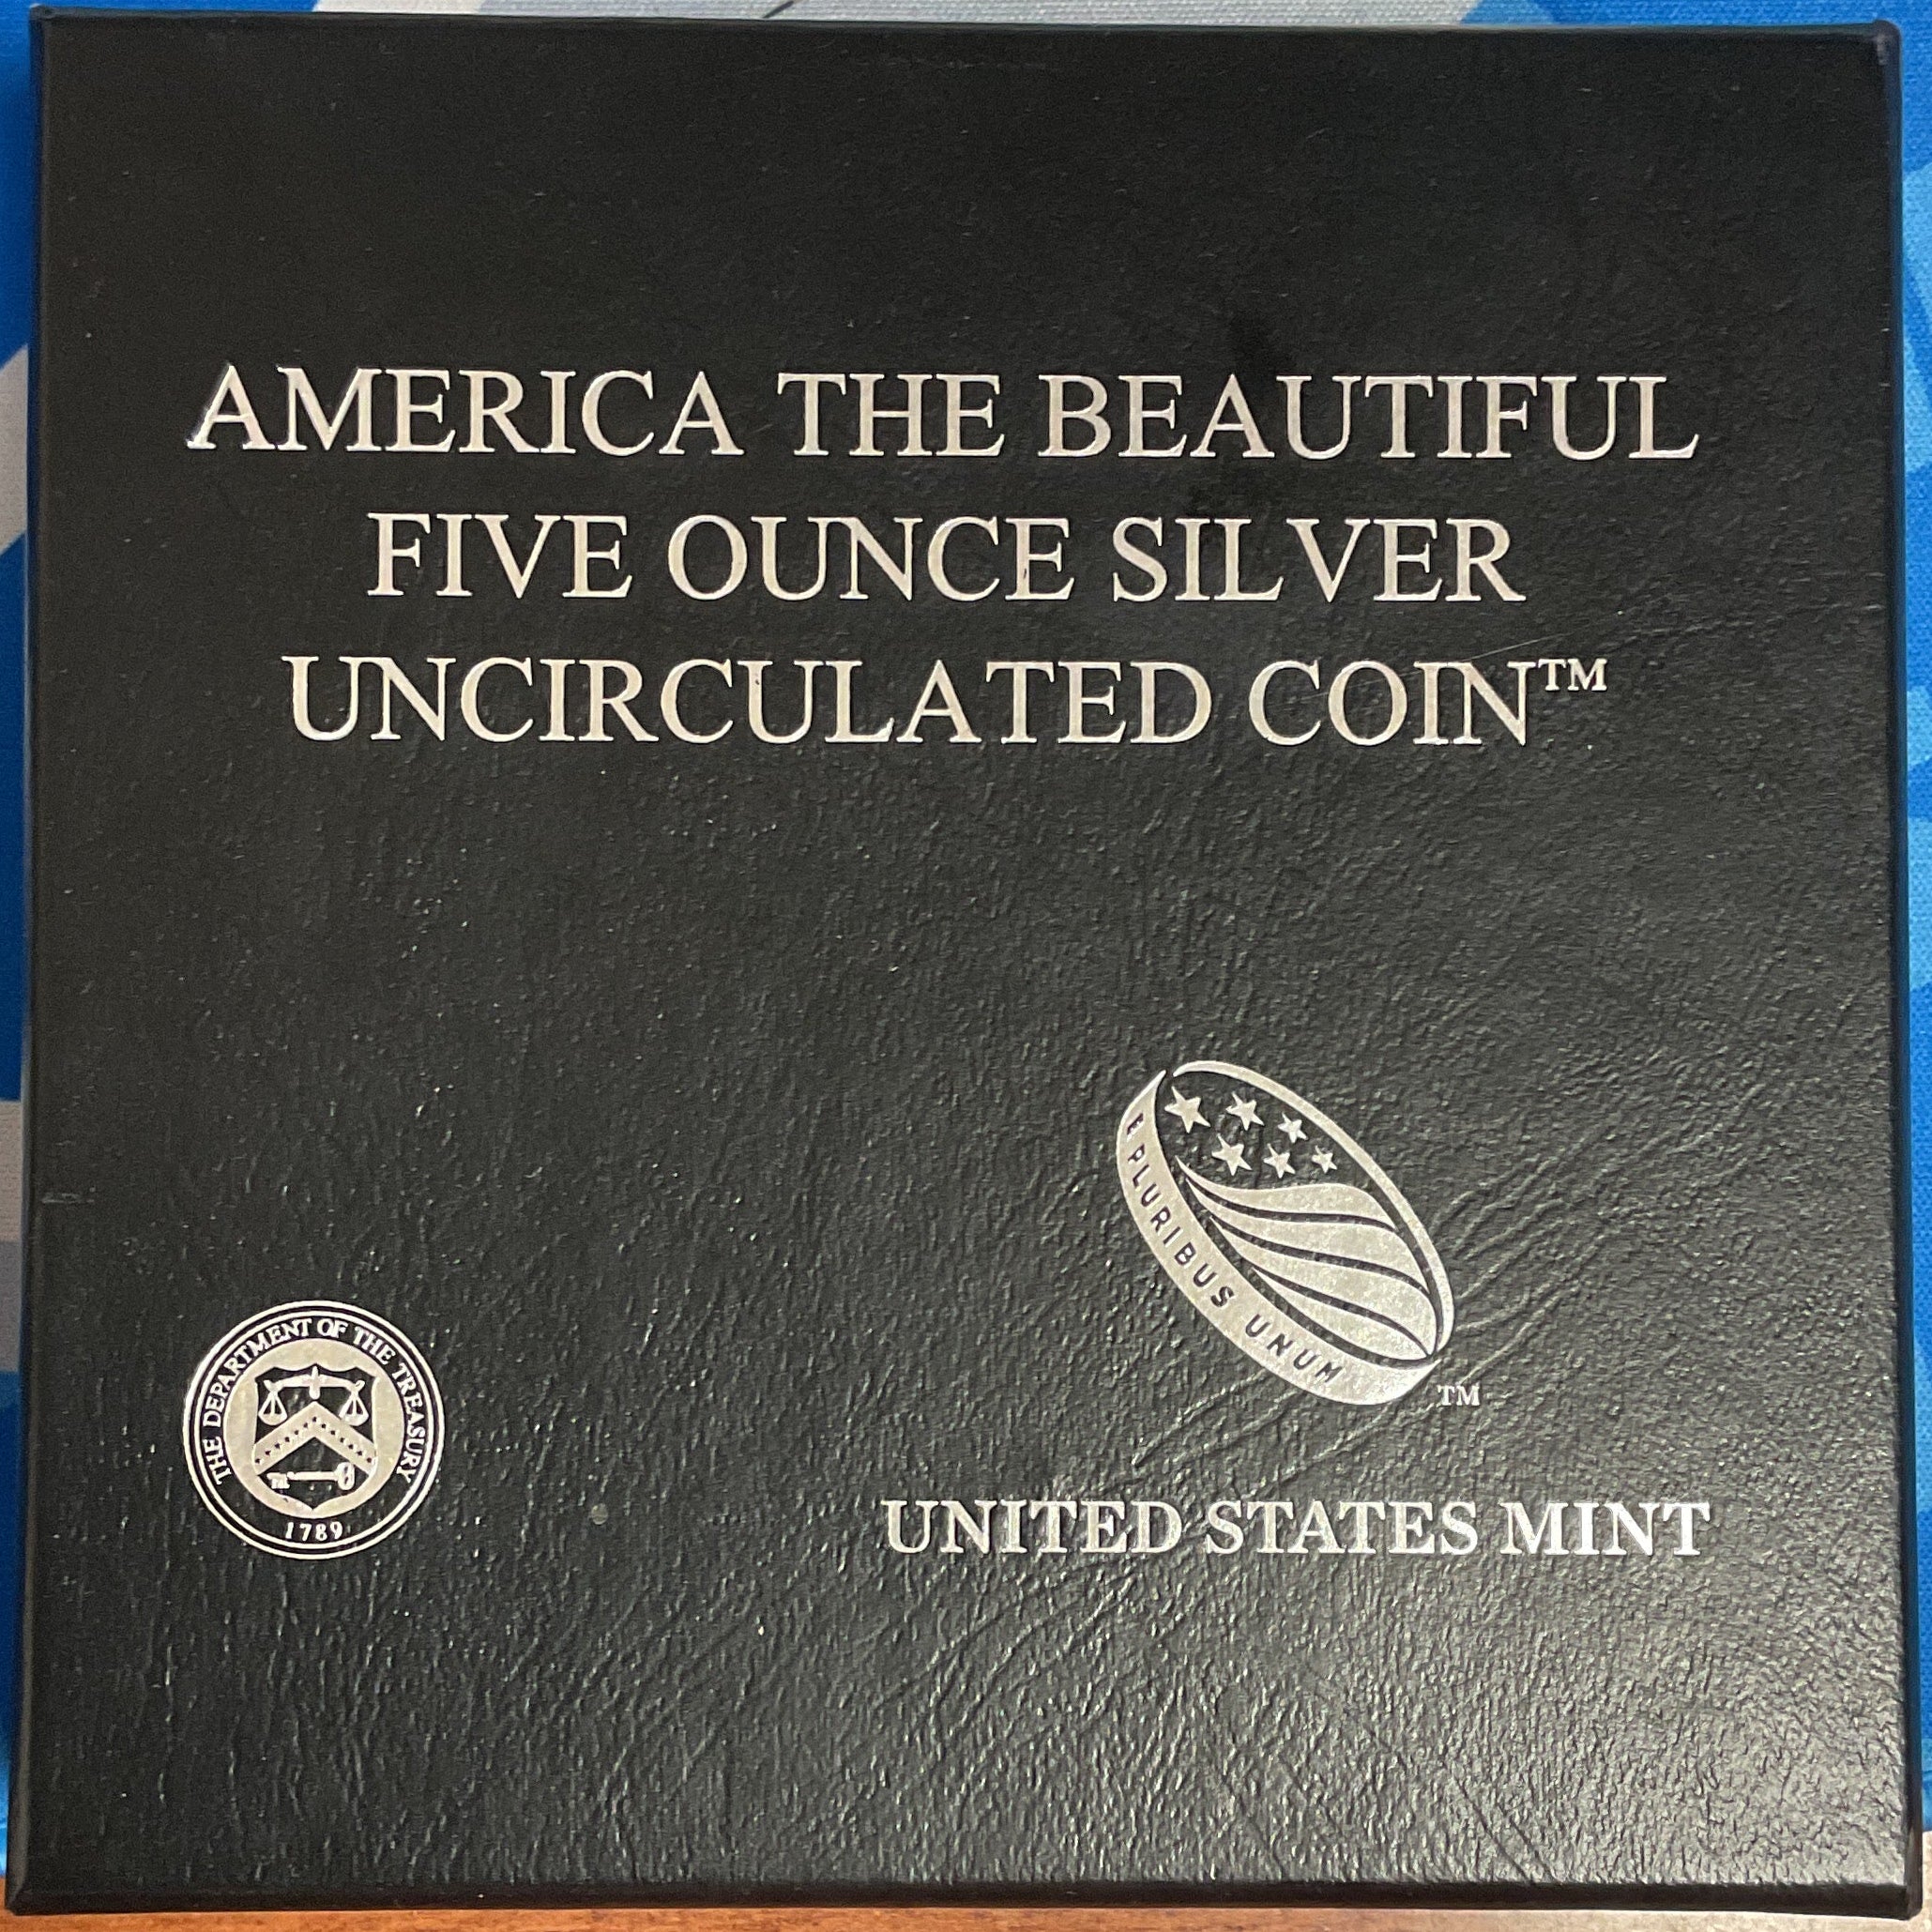 AMERICA THE BEAUTIFUL
FIVE OUNCE SILVER
UNCIRCULATED COIN™
E PLURIBUS UNUM
TM
THE DEPARTMENT OF THE TREASURY
1789
UNITED STATES MINT